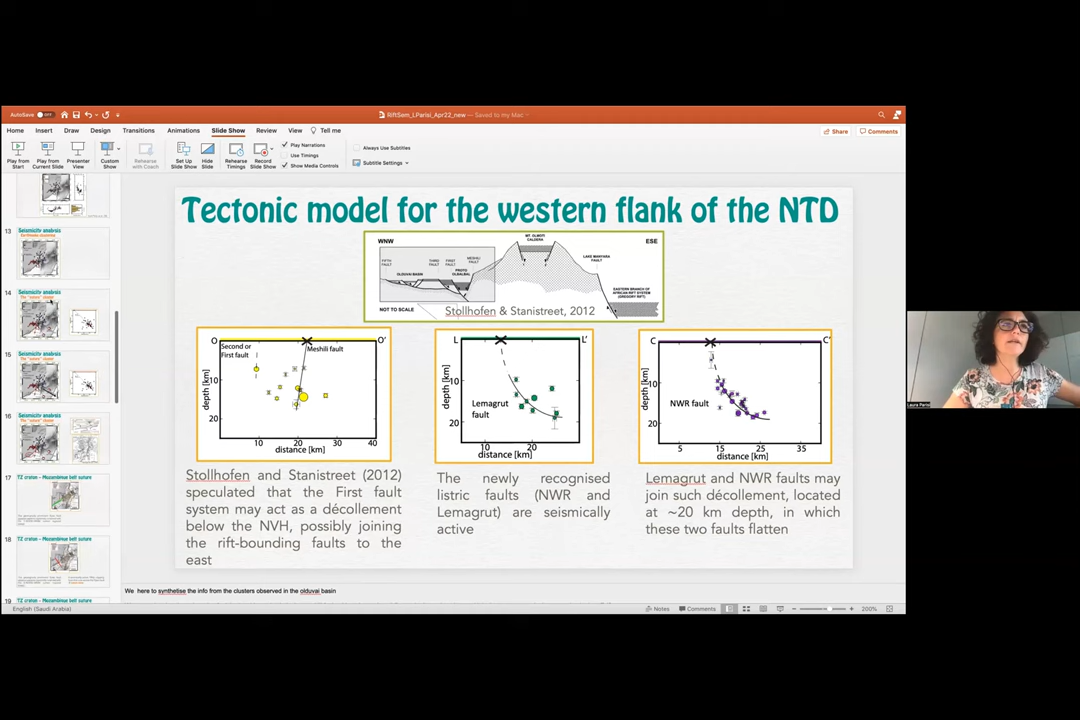 AutoSave OFF
RiftSem_LParisi_Apr22_new — Saved to my Mac
Home Insert Draw Design Transitions Animations Slide Show Review View Tell me
Share Comments
Play from Start
Play from Current Slide
Presenter View
Custom Show
Rehearse with Coach
Set Up Slide Show
Hide Slide
Rehearse Timings
Record Slide Show
Play Narrations
Use Timings
Show Media Controls
Always Use Subtitles
Subtitle Settings
13
Seismicity analysis
14
Seismicity analysis
15
Seismicity analysis
16
Seismicity analysis
17
TZ craton - Mozambique belt suture
18
TZ craton - Mozambique belt suture
19
TZ craton - Mozambique belt suture
Tectonic model for the western flank of the NTD
WNW
ESE
MT. OLMOTI CALDERA
FIFTH FAULT
THIRD FAULT
FIRST FAULT
MESHILI FAULT
OLDUVAI BASIN
PROTO OLBALBAL
LAKE MANYARA FAULT
EASTERN BRANCH OF AFRICAN RIFT SYSTEM (GREGORY RIFT)
NOT TO SCALE
Stollhofen & Stanistreet, 2012
O O'
Second or First fault
Meshili fault
depth [km]
10
20
10 20 30 40
distance [km]
L L'
Lemagrut fault
depth [km]
10
20
10 20
distance [km]
C C'
NWR fault
depth [km]
10
20
5 15 25 35
distance [km]
Stollhofen and Stanistreet (2012)
speculated that the First fault
system may act as a décollement
below the NVH, possibly joining
the rift-bounding faults to the
east
The newly recognised
listric faults (NWR and
Lemagrut) are seismically
active
Lemagrut and NWR faults may
join such décollement, located
at ~20 km depth, in which
these two faults flatten
We here to synthetise the info from the clusters observed in the olduvai basin
English (Saudi Arabia)
Notes Comments
200%
Laura Parisi